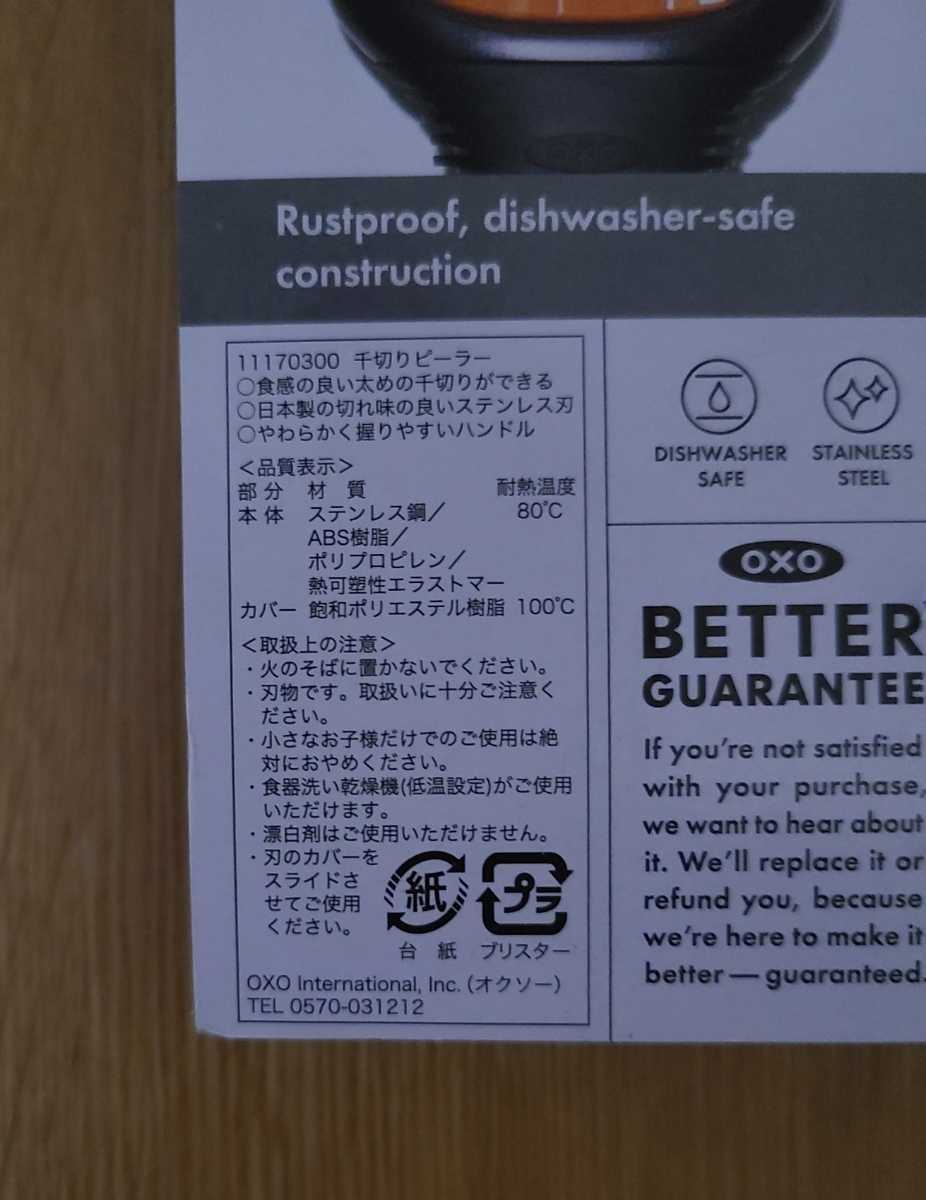 OXO
Rustproof, dishwasher-safe
construction
11170300 千切りピーラー
○食感の良い太めの千切りができる
○日本製の切れ味の良いステンレス刃
○やわらかく握りやすいハンドル
＜品質表示＞
部分 材 質 耐熱温度
本体 ステンレス鋼／ 80℃
ABS樹脂／
ポリプロピレン／
熱可塑性エラストマー
カバー 飽和ポリエステル樹脂 100℃
＜取扱上の注意＞
・火のそばに置かないでください。
・刃物です。取扱いに十分ご注意く
ださい。
・小さなお子様だけでのご使用は絶
対におやめください。
・食器洗い乾燥機(低温設定)がご使用
いただけます。
・漂白剤はご使用いただけません。
・刃のカバーを
スライドさ
せてご使用
ください。
紙
台 紙
プラ
ブリスター
OXO International, Inc.（オクソー）
TEL 0570-031212
DISHWASHER
SAFE
STAINLESS
STEEL
OXO
BETTER
GUARANTEE
If you're not satisfied
with your purchase,
we want to hear about
it. We'll replace it or
refund you, because
we're here to make it
better — guaranteed.